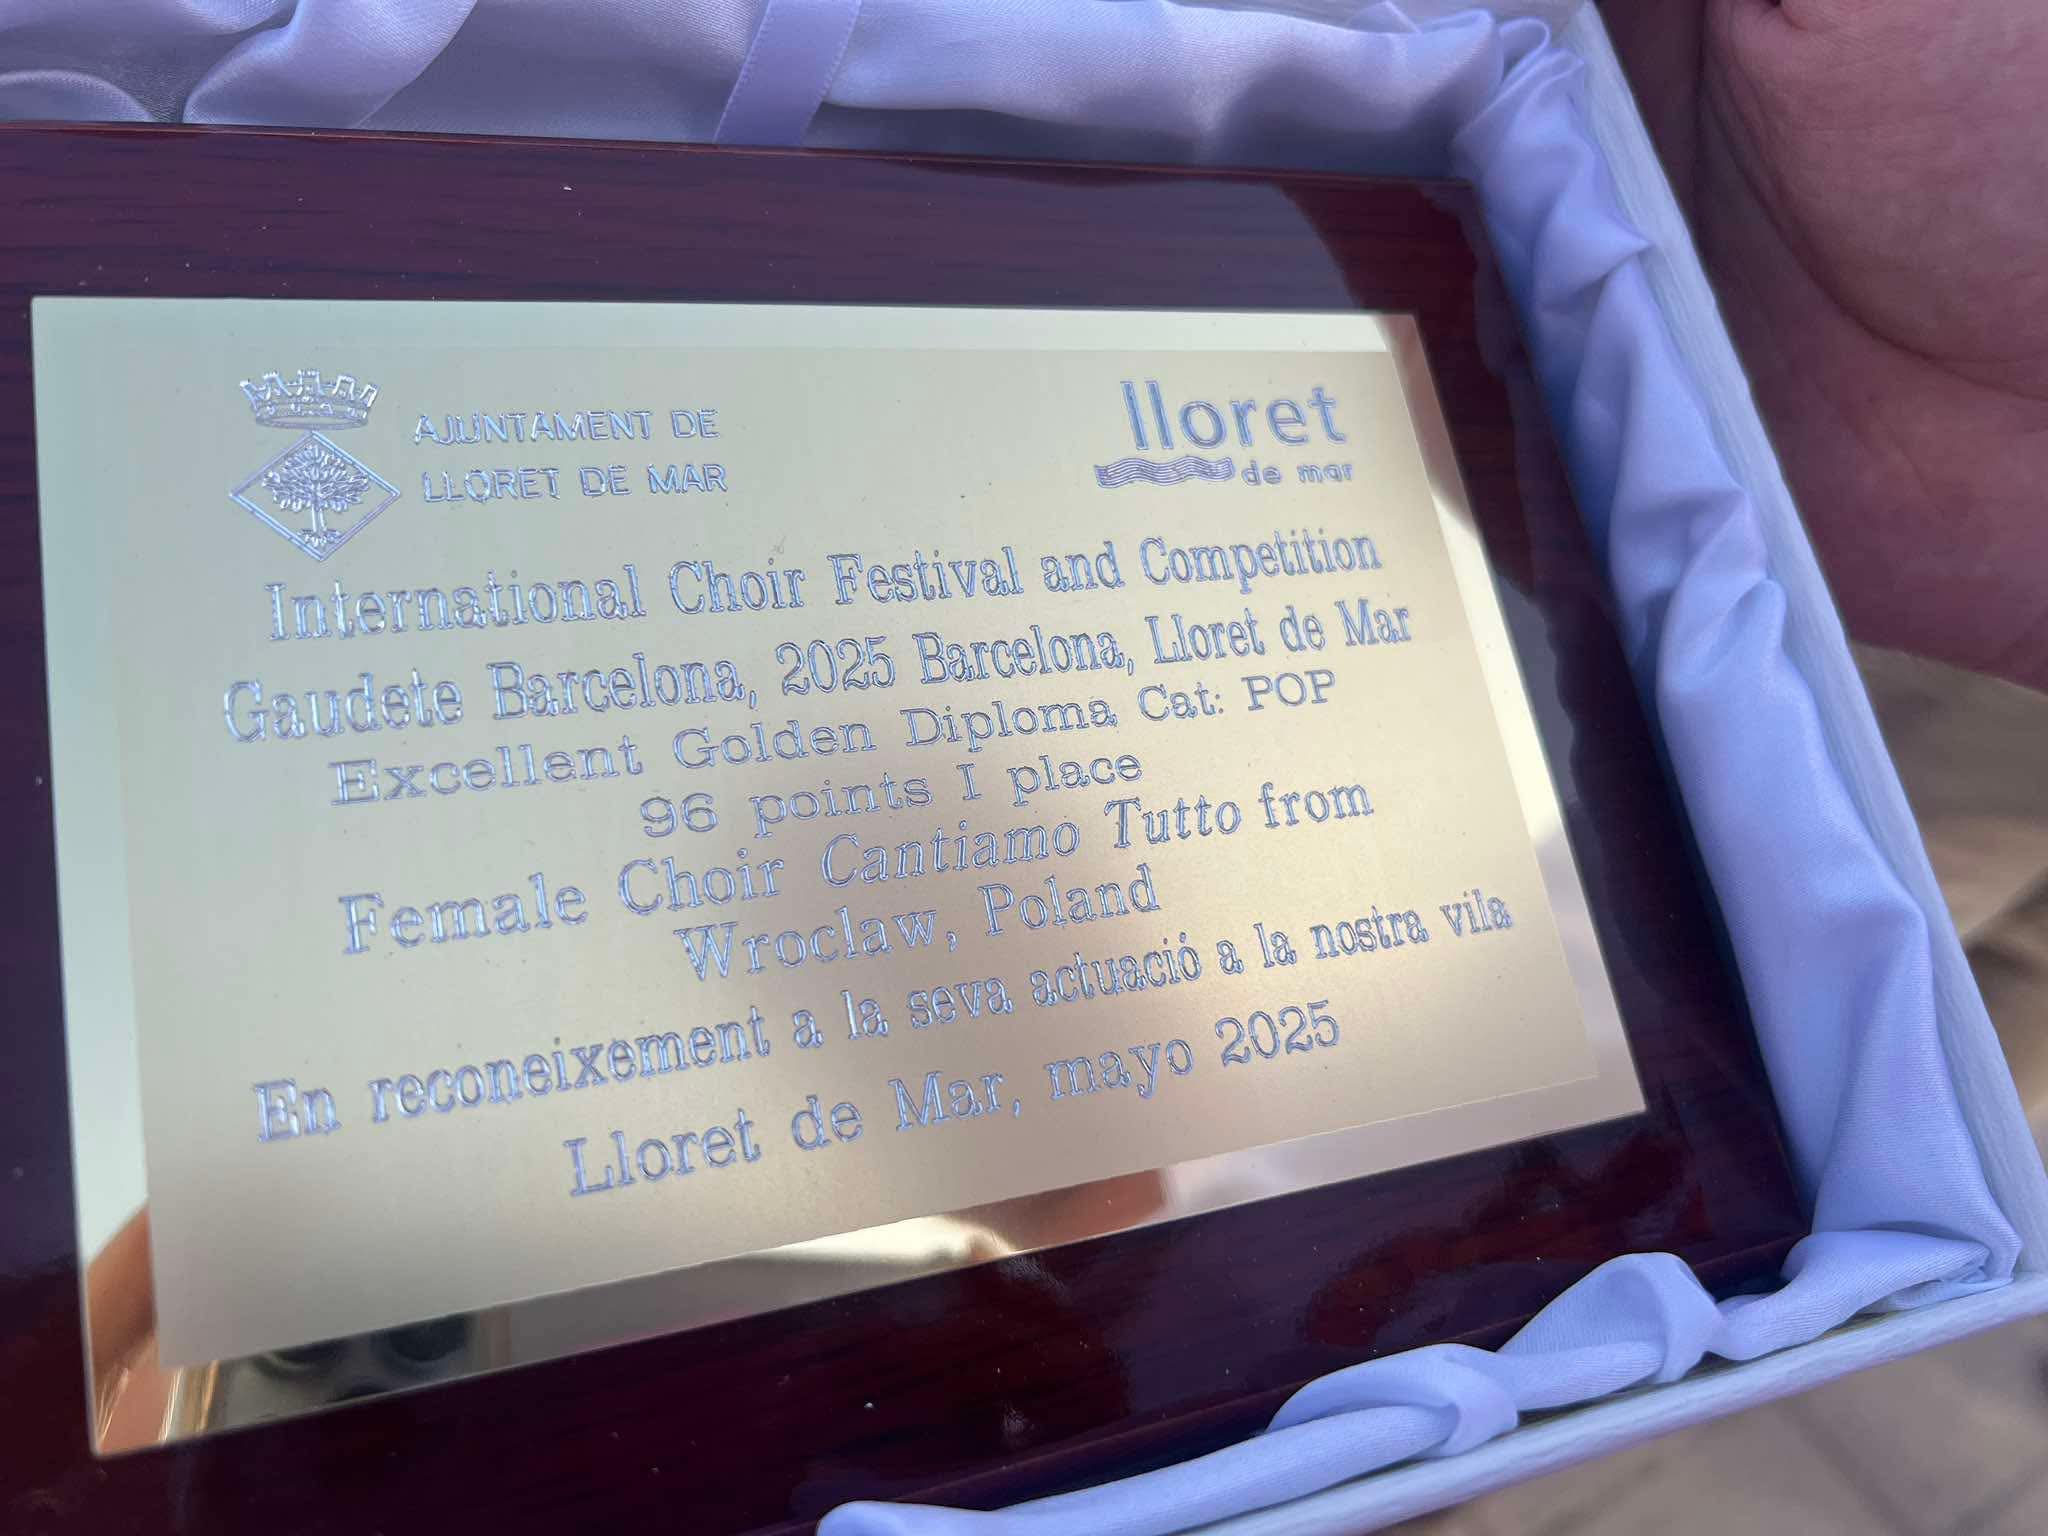 AJUNTAMENT DE
LLORET DE MAR
lloret
de mar
International Choir Festival and Competition
Gaudete Barcelona, 2025 Barcelona, Lloret de Mar
Excellent Golden Diploma Cat: POP
96 points I place
Female Choir Cantiamo Tutto from
Wroclaw, Poland
En reconeixement a la seva actuació a la nostra vila
Lloret de Mar, mayo 2025